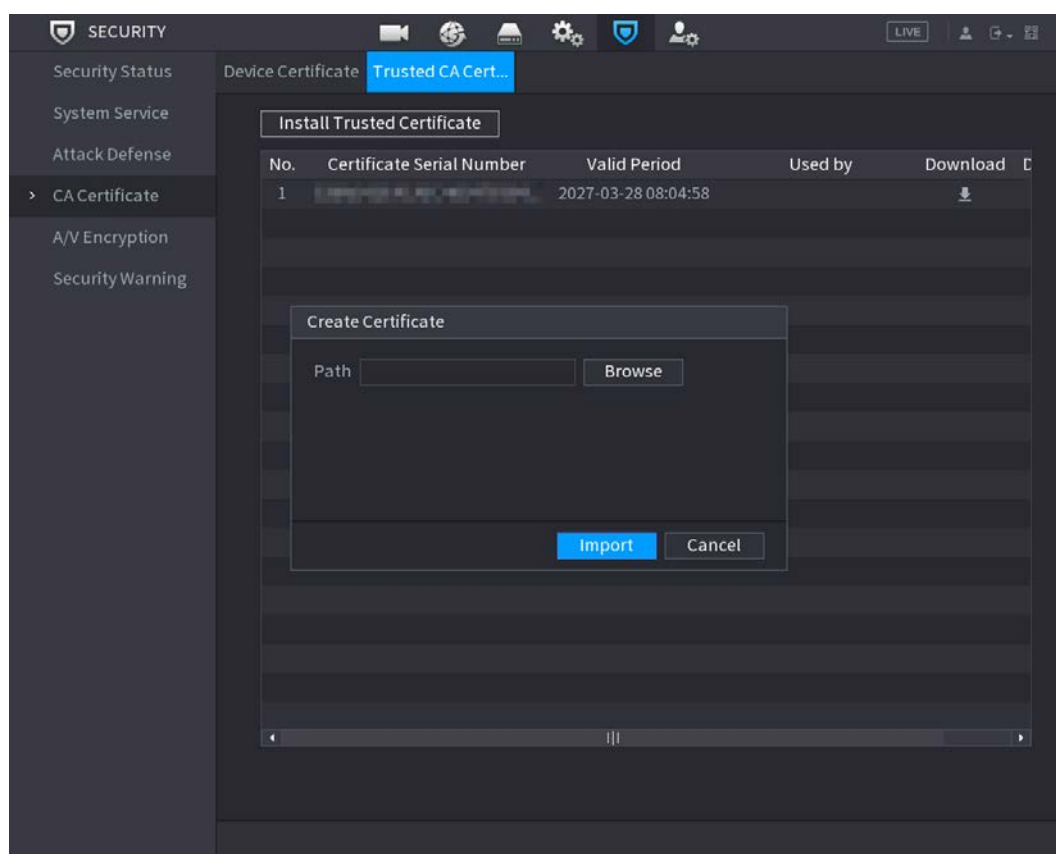 SECURITY
LIVE
Security Status
Device Certificate Trusted CA Cert...
System Service
Install Trusted Certificate
Attack Defense
No. Certificate Serial Number Valid Period Used by Download D
CA Certificate
1 2027-03-28 08:04:58
A/V Encryption
Security Warning
Create Certificate
Path Browse
Import Cancel